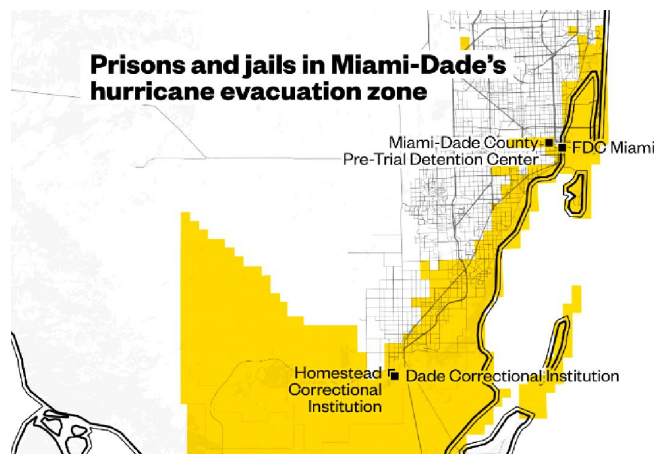 Prisons and jails in Miami-Dade's
hurricane evacuation zone
Miami-Dade County
Pre-Trial Detention Center
FDC Miami
Homestead
Correctional
Institution
Dade Correctional Institution